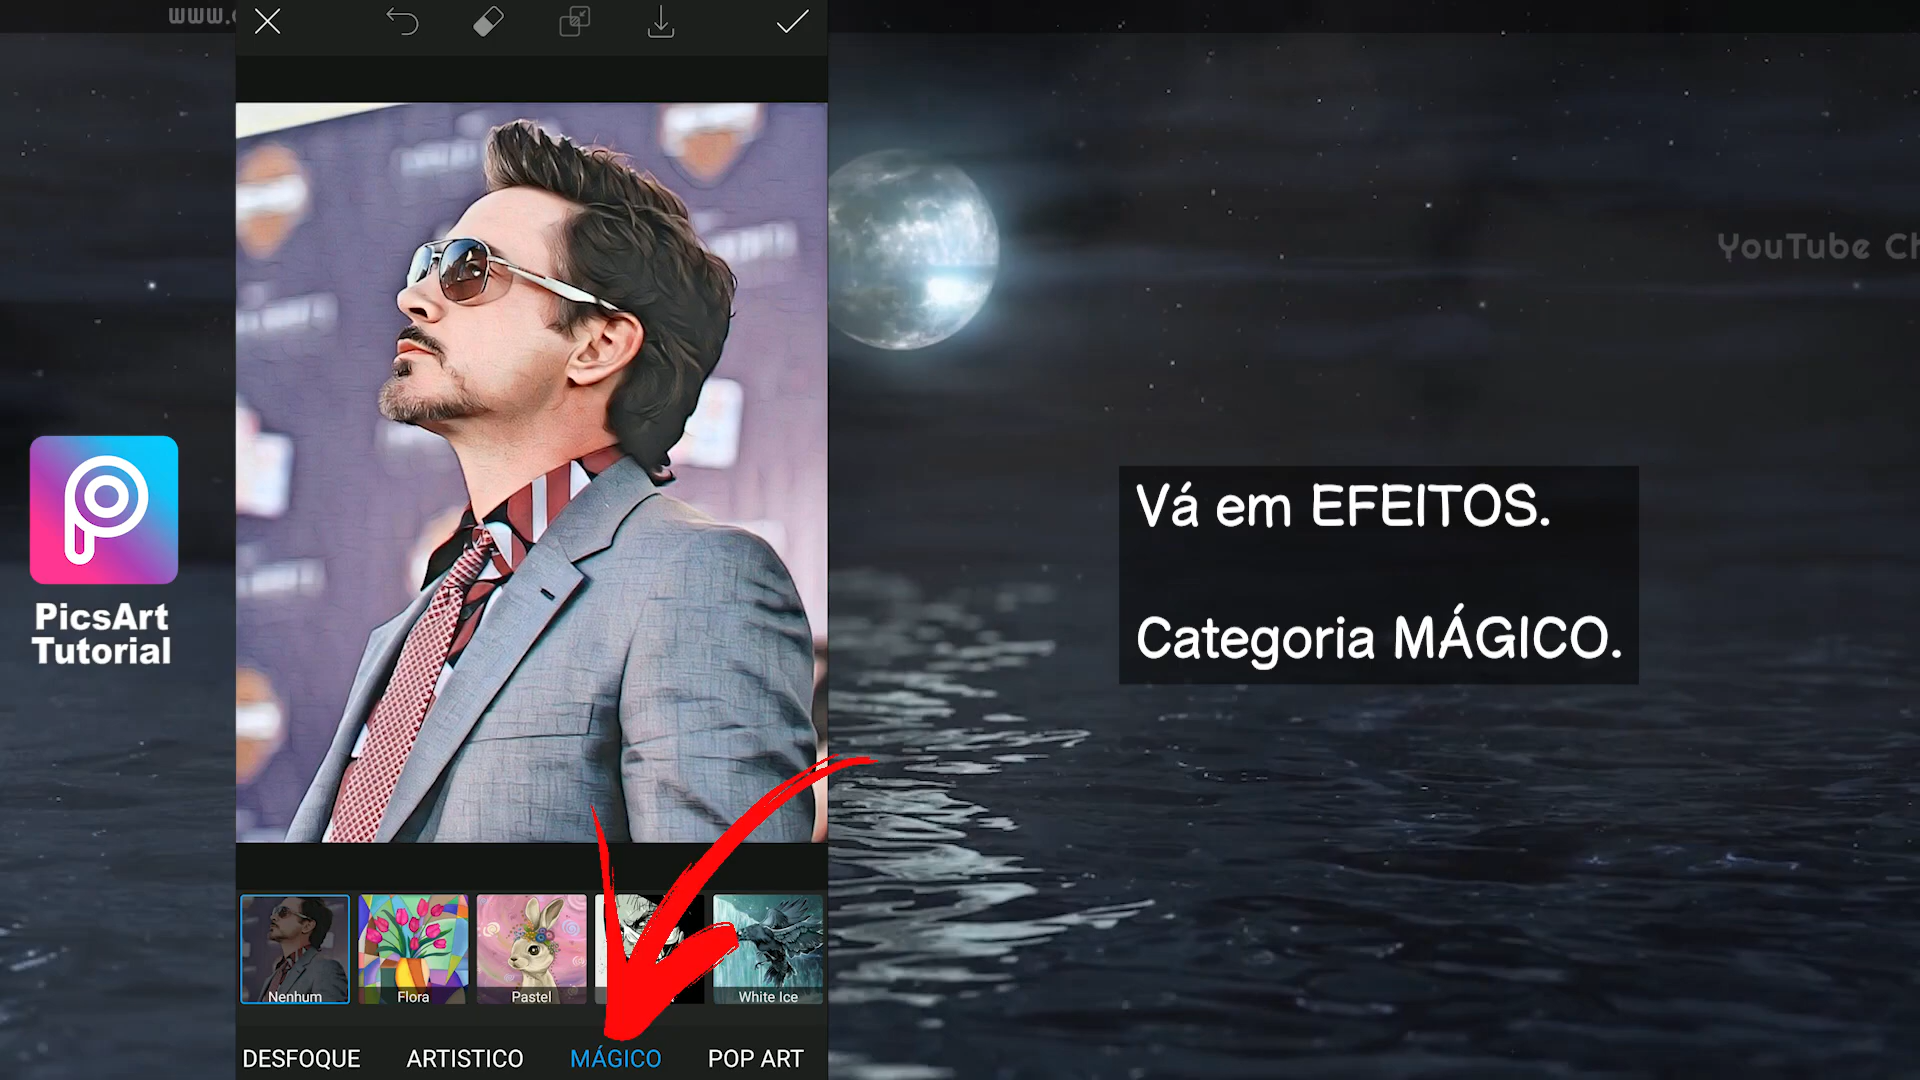 www.
YouTube Ch
Vá em EFEITOS.
Categoria MÁGICO.
PicsArt
Tutorial
Nenhum
Flora
Pastel
White Ice
DESFOQUE
ARTISTICO
MÁGICO
POP ART